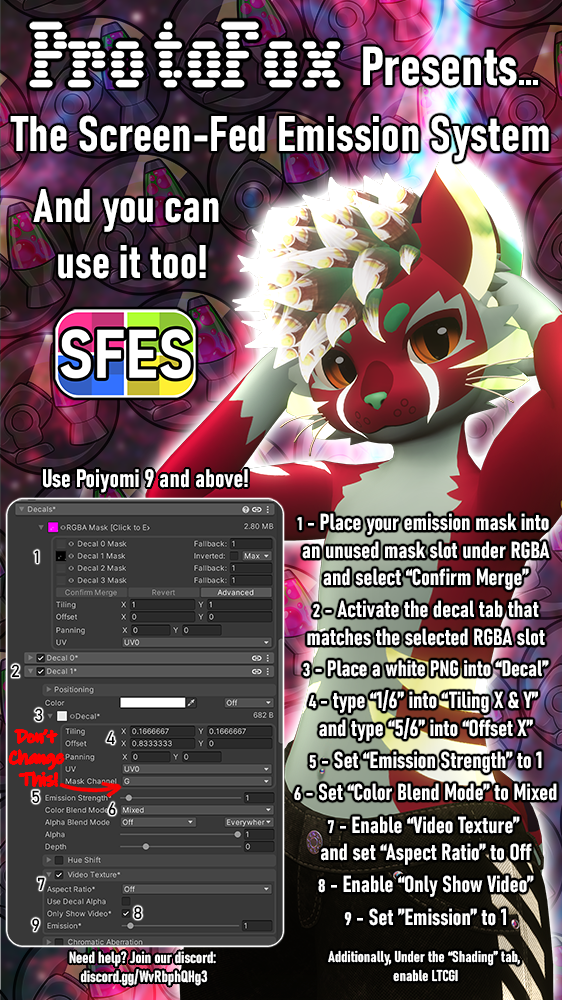 ProtoFox Presents...
The Screen-Fed Emission System
And you can
use it too!
SFES
Use Poiyomi 9 and above!
Decals*
RGBA Mask [Click to Ex
2.80 MB
1
Decal 0 Mask
Fallback: 1
Decal 1 Mask
Inverted:
Max
Decal 2 Mask
Fallback: 1
Decal 3 Mask
Fallback: 1
Confirm Merge
Revert
Advanced
Tiling X 1 Y 1
Offset X 0 Y 0
Panning X 0 Y 0
UV UV0
Decal 0*
2
Decal 1*
Positioning
Color
Off
3
Decal*
682 B
4
Tiling X 0.1666667 Y 0.1666667
Offset X 0.8333333 Y 0
Panning X 0 Y 0
UV UV0
Mask Channel G
Don't
Change
This!
5
Emission Strength* 1
6
Color Blend Mode* Mixed
Alpha Blend Mode Off Everywher
Alpha 1
Depth 0
Hue Shift
7
Video Texture*
Aspect Ratio* Off
Use Decal Alpha
Only Show Video*
8
9
Emission* 1
Chromatic Aberration
Need help? Join our discord:
discord.gg/WvRbphQHg3
1 - Place your emission mask into
an unused mask slot under RGBA
and select “Confirm Merge”
2 - Activate the decal tab that
matches the selected RGBA slot
3 - Place a white PNG into “Decal”
4 - type “1/6” into “Tiling X & Y”
and type “5/6” into “Offset X”
5 - Set “Emission Strength” to 1
6 - Set “Color Blend Mode” to Mixed
7 - Enable “Video Texture”
and set “Aspect Ratio” to Off
8 - Enable “Only Show Video”
9 - Set ”Emission” to 1
Additionally, Under the “Shading” tab,
enable LTCGI